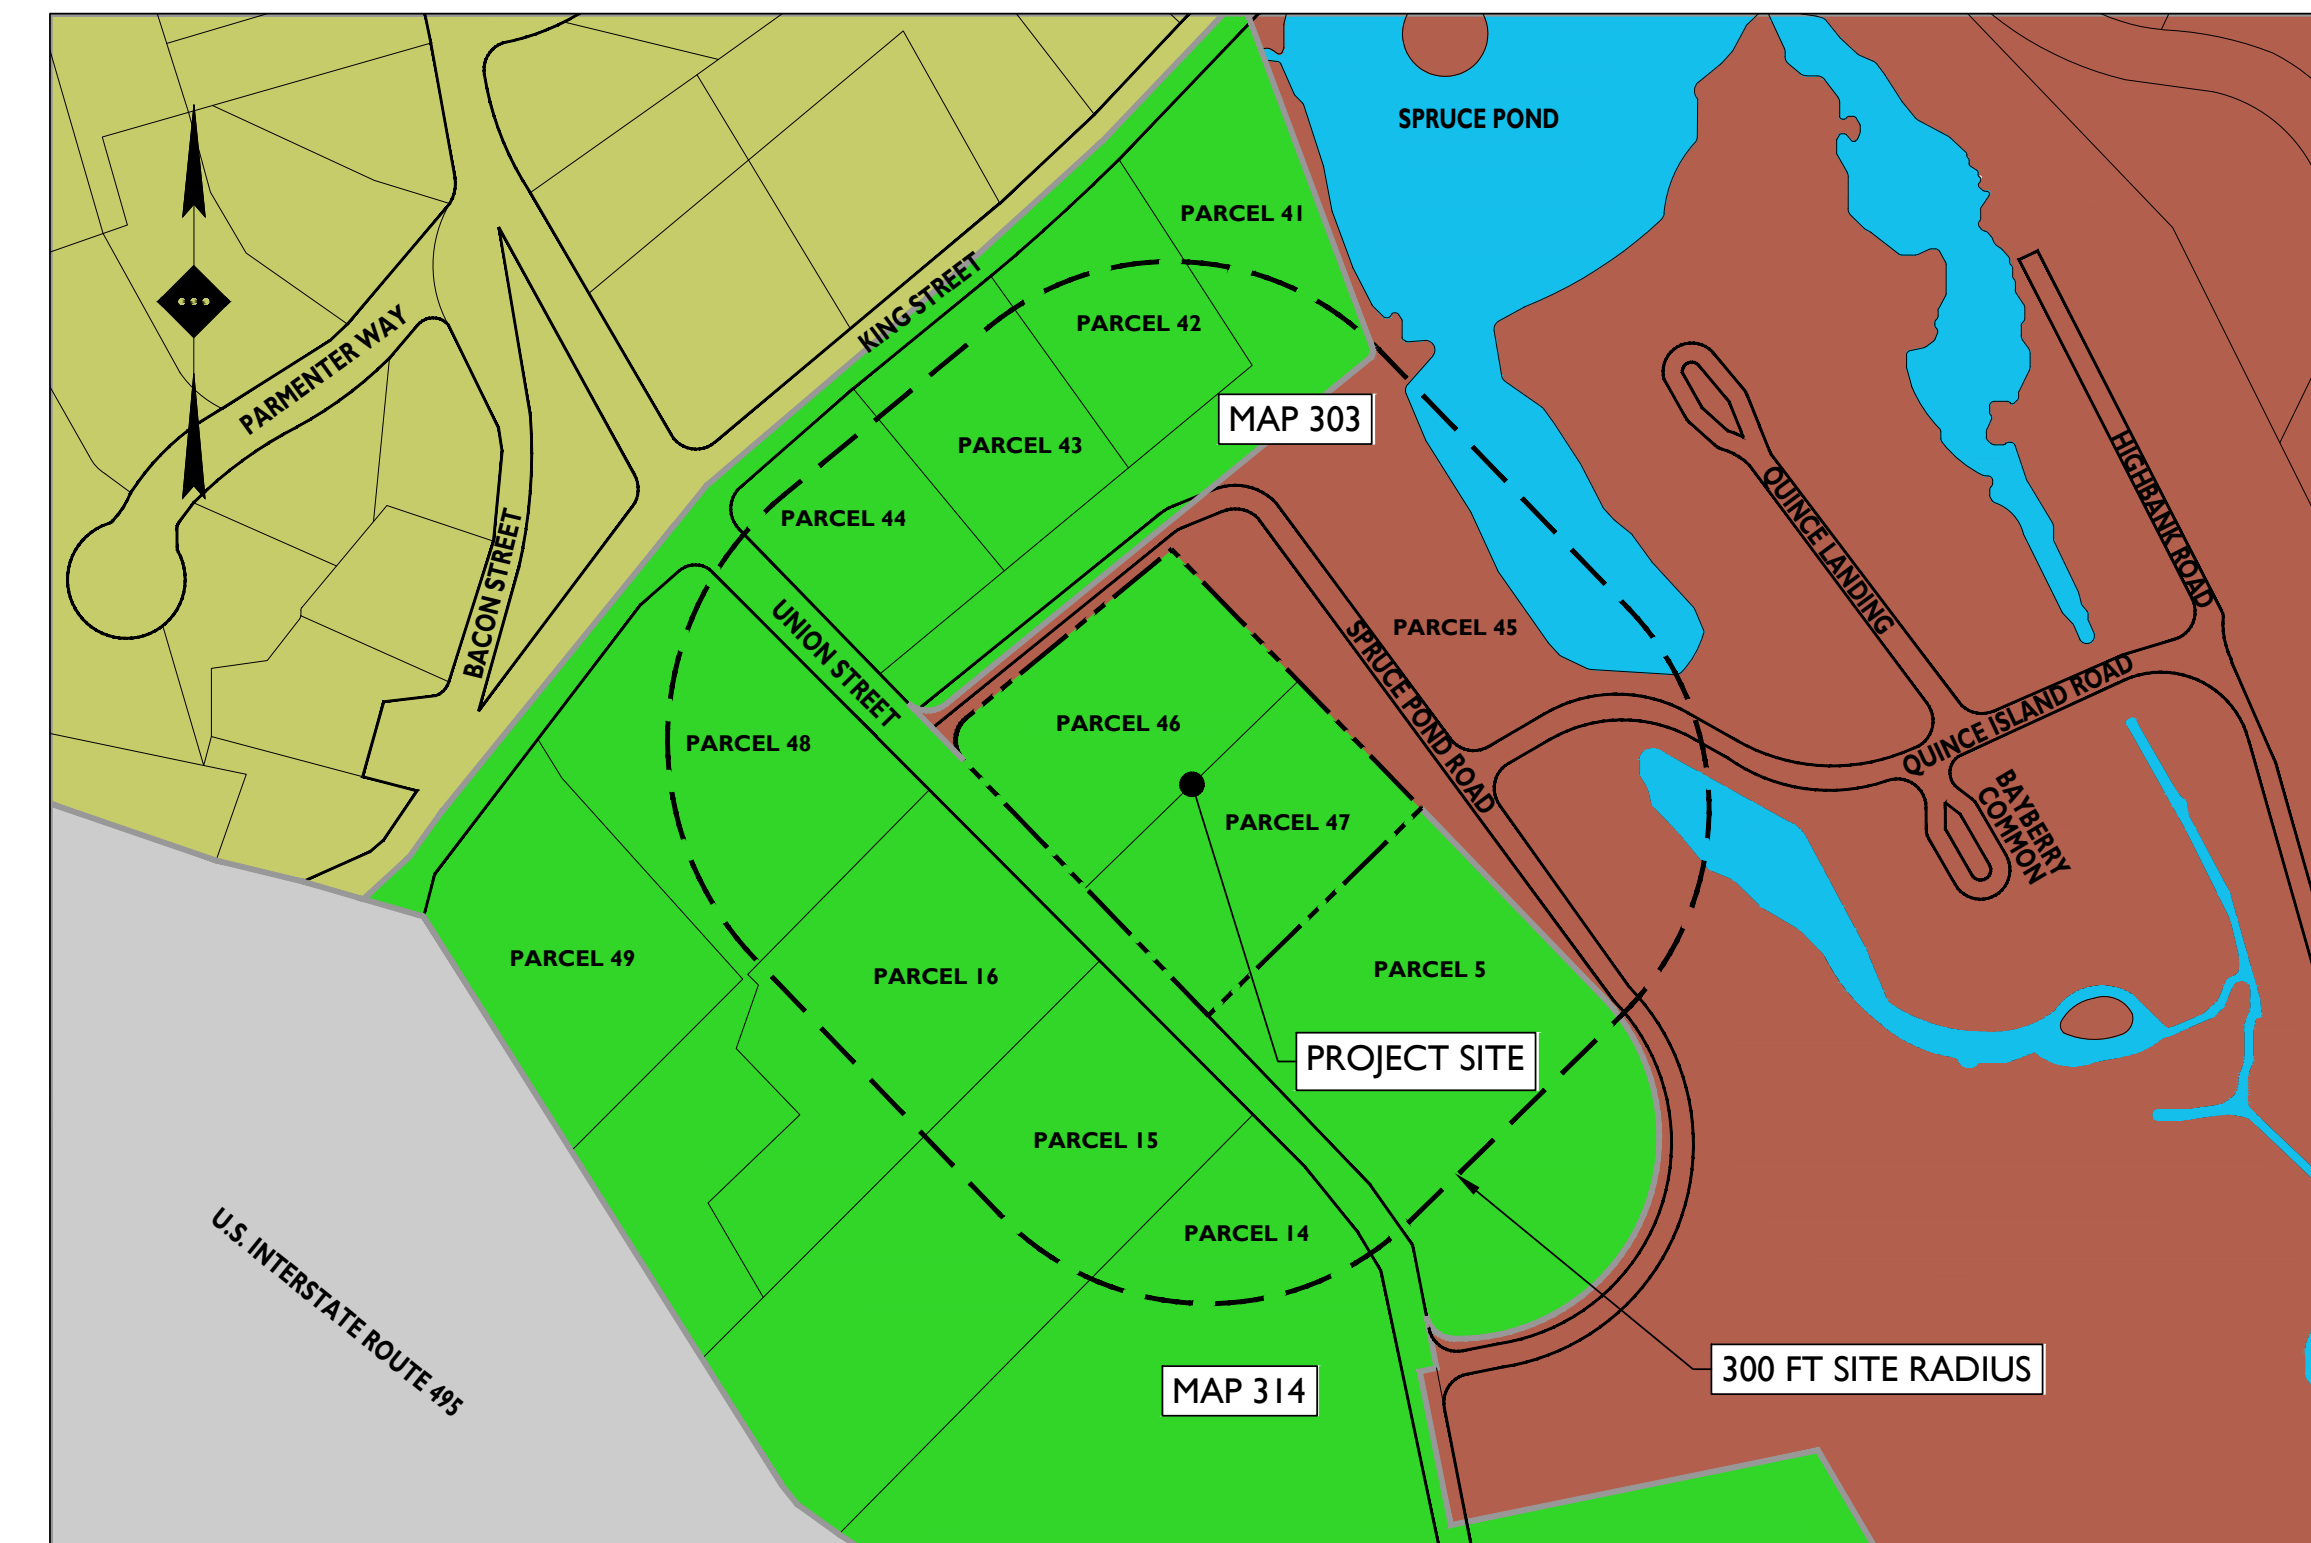 SPRUCE POND
PARCEL 41
KING STREET
PARCEL 42
PARMENTER WAY
MAP 303
PARCEL 43
HIGHBANK ROAD
QUINCE LANDING
PARCEL 44
BACON STREET
UNION STREET
SPRUCE POND ROAD
PARCEL 45
QUINCE ISLAND ROAD
PARCEL 46
PARCEL 48
BAYBERRY
COMMON
PARCEL 47
PARCEL 49
PARCEL 16
PARCEL 5
PROJECT SITE
PARCEL 15
PARCEL 14
U.S. INTERSTATE ROUTE 495
300 FT SITE RADIUS
MAP 314